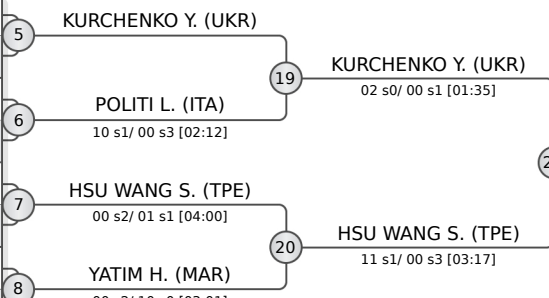 KURCHENKO Y. (UKR)
5
19
KURCHENKO Y. (UKR)
02 s0/ 00 s1 [01:35]
POLITI L. (ITA)
6
10 s1/ 00 s3 [02:12]
HSU WANG S. (TPE)
7
00 s2/ 01 s1 [04:00]
20
HSU WANG S. (TPE)
11 s1/ 00 s3 [03:17]
YATIM H. (MAR)
8